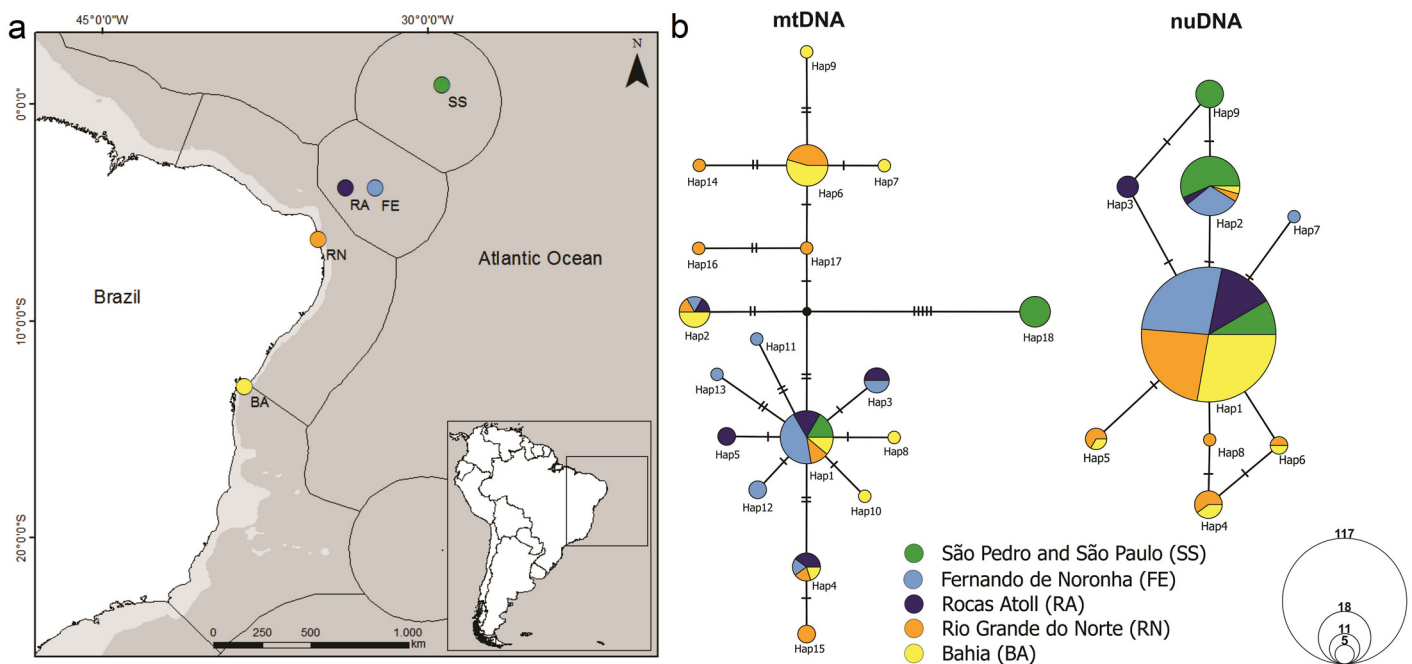 a
45°0'0"W
30°0'0"W
N
0°0'0"
SS
RA
FE
RN
Atlantic Ocean
Brazil
10°0'0"S
BA
20°0'0"S
0
250
500
1.000
km
b
mtDNA
Hap9
Hap14
Hap6
Hap7
Hap16
Hap17
Hap2
Hap18
Hap11
Hap13
Hap3
Hap5
Hap8
Hap1
Hap12
Hap10
Hap4
Hap15
nuDNA
Hap9
Hap3
Hap2
Hap7
Hap1
Hap5
Hap8
Hap6
Hap4
São Pedro and São Paulo (SS)
Fernando de Noronha (FE)
Rocas Atoll (RA)
Rio Grande do Norte (RN)
Bahia (BA)
117
18
11
5